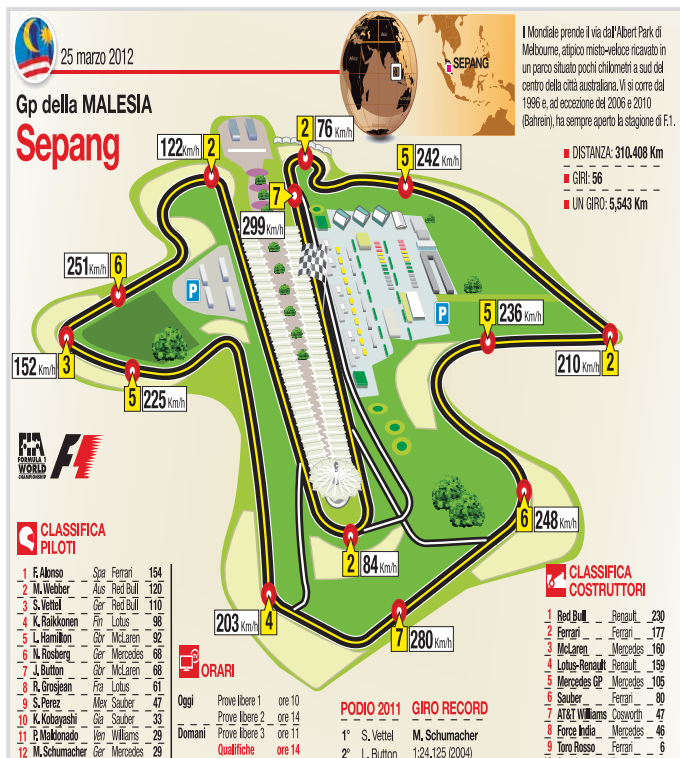 25 marzo 2012
Gp della MALESIA
Sepang
SEPANG
I Mondiale prende il via dall'Albert Park di
Melbourne, atipico misto-veloce ricavato in
un parco situato pochi chilometri a sud del
centro della città australiana. Vi si corre dal
1996 e, ad eccezione del 2006 e 2010
(Bahrein), ha sempre aperto la stagione di F.1.
DISTANZA: 310.408 Km
GIRI: 56
UN GIRO: 5,543 Km
122 Km/h 2
2 76 Km/h
5 242 Km/h
7
299 Km/h
251 Km/h 6
P
P
5 236 Km/h
152 Km/h 3
210 Km/h 2
5 225 Km/h
6 248 Km/h
2 84 Km/h
203 Km/h 4
7 280 Km/h
FIA
FORMULA 1
WORLD
CHAMPIONSHIP
F1
CLASSIFICA
PILOTI
1 F. Alonso Spa Ferrari 154
2 M. Webber Aus Red Bull 120
3 S. Vettel Ger Red Bull 110
4 K. Raikkonen Fin Lotus 98
5 L. Hamilton Gbr McLaren 92
6 N. Rosberg Ger Mercedes 68
7 J. Button Gbr McLaren 68
8 R. Grosjean Fra Lotus 61
9 S. Perez Mex Sauber 47
10 K. Kobayashi Gia Sauber 33
11 P. Maldonado Ven Williams 29
12 M. Schumacher Ger Mercedes 29
ORARI
Oggi Prove libere 1 ore 10
Prove libere 2 ore 14
Domani Prove libere 3 ore 11
Qualifiche ore 14
PODIO 2011
1° S. Vettel
2° L. Button
GIRO RECORD
M. Schumacher
1:24.125 (2004)
CLASSIFICA
COSTRUTTORI
1 Red Bull Renault 230
2 Ferrari Ferrari 177
3 McLaren Mercedes 160
4 Lotus-Renault Renault 159
5 Mercedes GP Mercedes 105
6 Sauber Ferrari 80
7 AT&T Williams Cosworth 47
8 Force India Mercedes 46
9 Toro Rosso Ferrari 6